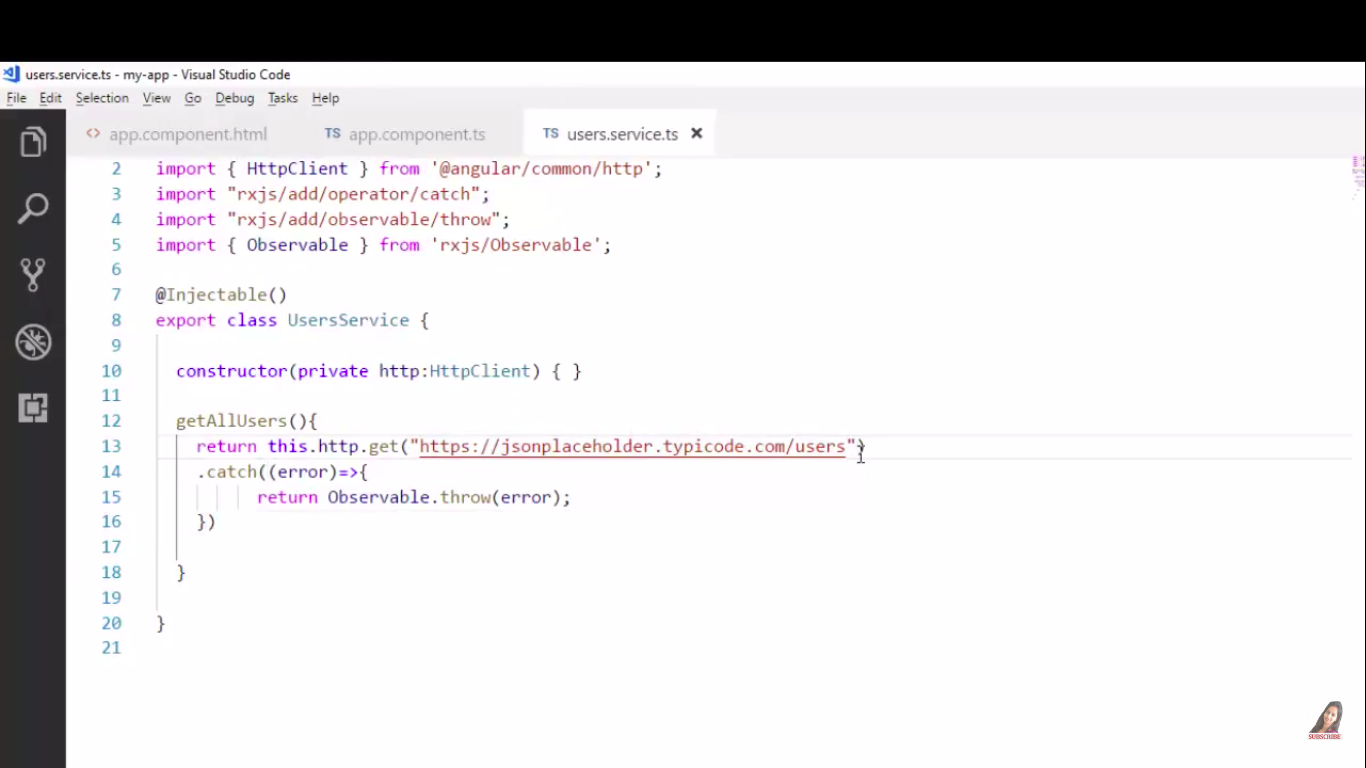 users.service.ts - my-app - Visual Studio Code
File Edit Selection View Go Debug Tasks Help
<> app.component.html TS app.component.ts TS users.service.ts ×
2 import { HttpClient } from '@angular/common/http';
3 import "rxjs/add/operator/catch";
4 import "rxjs/add/observable/throw";
5 import { Observable } from 'rxjs/Observable';
6
7 @Injectable()
8 export class UsersService {
9
10 constructor(private http:HttpClient) { }
11
12 getAllUsers(){
13 return this.http.get("https://jsonplaceholder.typicode.com/users")
14 .catch((error)=>{
15 return Observable.throw(error);
16 })
17
18 }
19
20 }
21
SUBSCRIBE